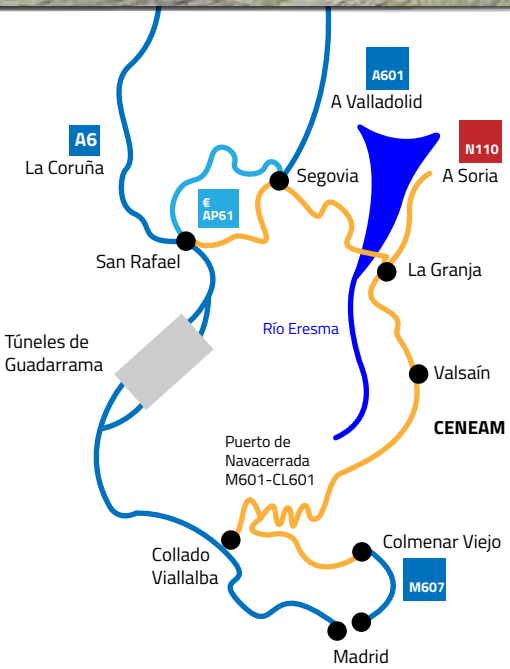 A601
A Valladolid
A6
La Coruña
N110
A Soria
Segovia
€
AP61
San Rafael
La Granja
Río Eresma
Túneles de
Guadarrama
Valsaín
CENEAM
Puerto de
Navacerrada
M601-CL601
Collado
Viallalba
Colmenar Viejo
M607
Madrid